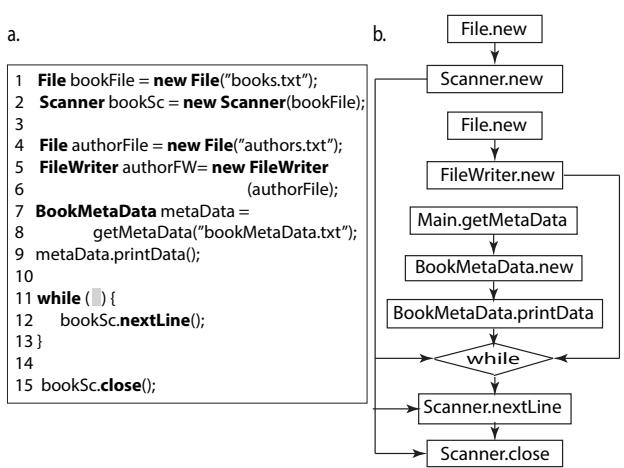 a.
1 File bookFile = new File("books.txt");
2 Scanner bookSc = new Scanner(bookFile);
3
4 File authorFile = new File("authors.txt");
5 FileWriter authorFW= new FileWriter
6 (authorFile);
7 BookMetaData metaData =
8 getMetaData("bookMetaData.txt");
9 metaData.printData();
10
11 while ( ) {
12 bookSc.nextLine();
13 }
14
15 bookSc.close();
b.
File.new
Scanner.new
File.new
FileWriter.new
Main.getMetaData
BookMetaData.new
BookMetaData.printData
while
Scanner.nextLine
Scanner.close